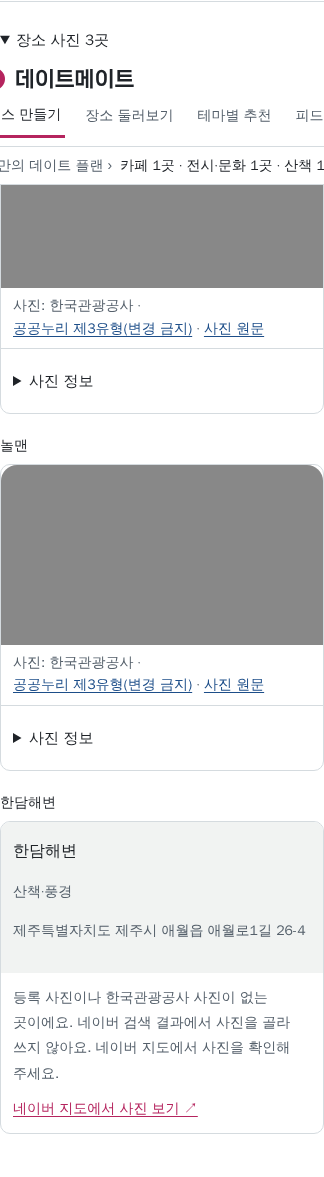 ▼ 장소 사진 3곳
데이트메이트
스 만들기 장소 둘러보기 테마별 추천 피드
만의 데이트 플랜 › 카페 1곳 · 전시·문화 1곳 · 산책 1
사진: 한국관광공사 ·
공공누리 제3유형(변경 금지) · 사진 원문
▶ 사진 정보
놀맨
사진: 한국관광공사 ·
공공누리 제3유형(변경 금지) · 사진 원문
▶ 사진 정보
한담해변
한담해변
산책·풍경
제주특별자치도 제주시 애월읍 애월로1길 26-4
등록 사진이나 한국관광공사 사진이 없는
곳이에요. 네이버 검색 결과에서 사진을 골라
쓰지 않아요. 네이버 지도에서 사진을 확인해
주세요.
네이버 지도에서 사진 보기 ↗